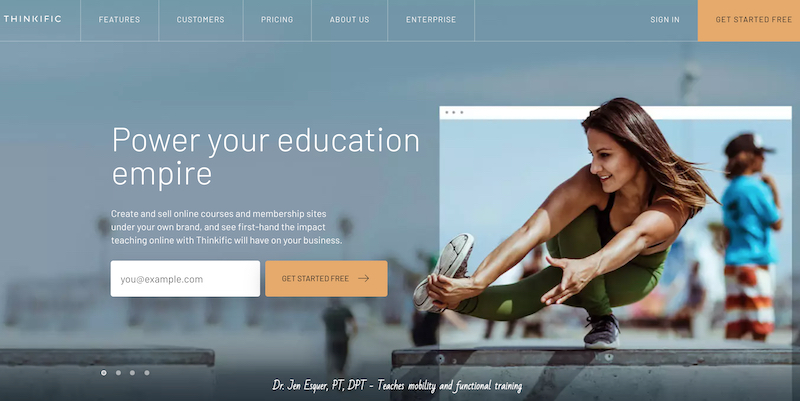 THINKIFIC
FEATURES
CUSTOMERS
PRICING
ABOUT US
ENTERPRISE
SIGN IN
GET STARTED FREE
Power your education
empire
Create and sell online courses and membership sites
under your own brand, and see first-hand the impact
teaching online with Thinkific will have on your business.
you@example.com
GET STARTED FREE
Dr. Jen Esquer, PT, DPT - Teaches mobility and functional training